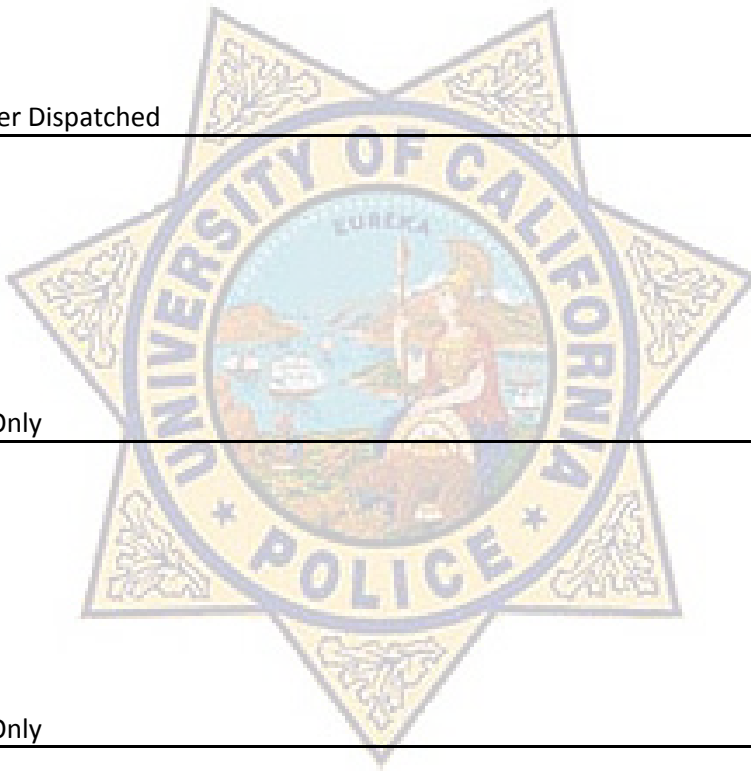 er Dispatched
UNIVERSITY OF CALIFORNIA
EUREKA
Only
POLICE
Only